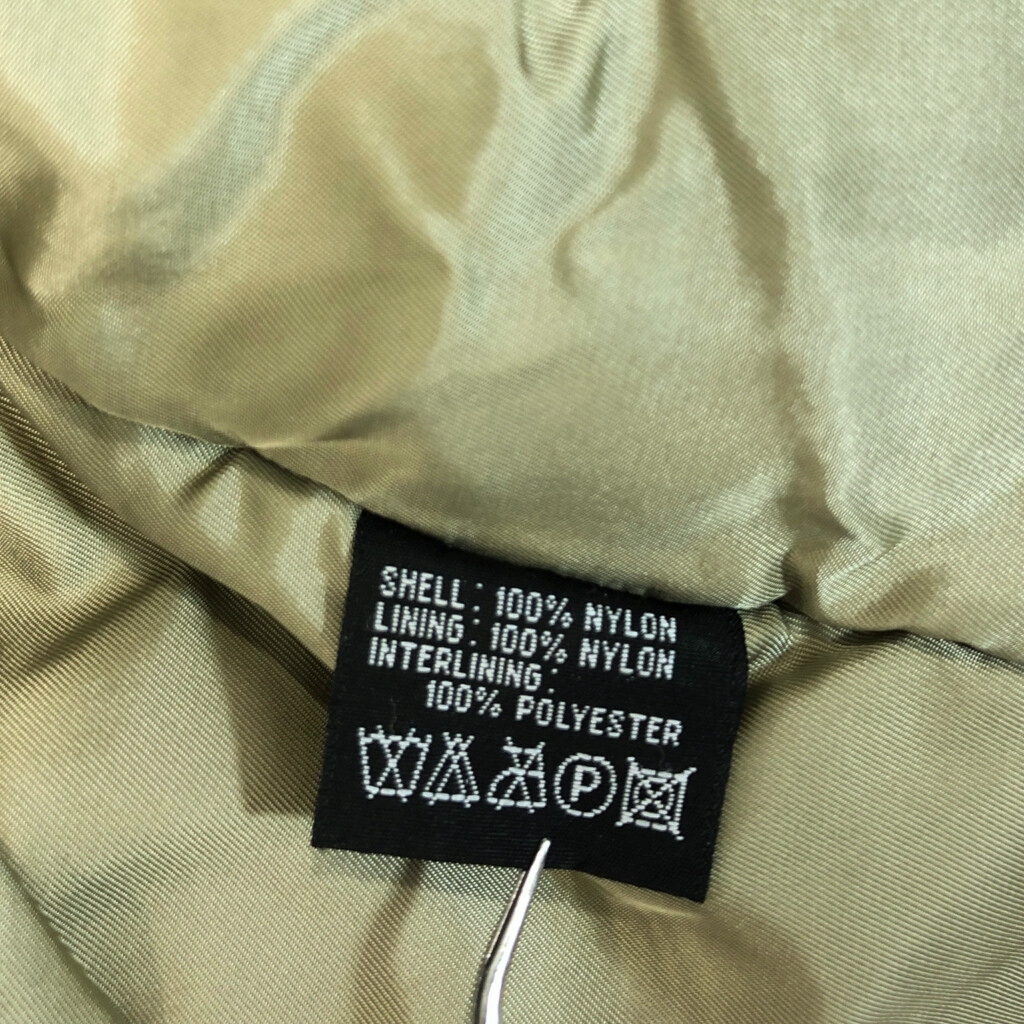 SHELL : 100% NYLON
LINING : 100% NYLON
INTERLINING :
100% POLYESTER
P